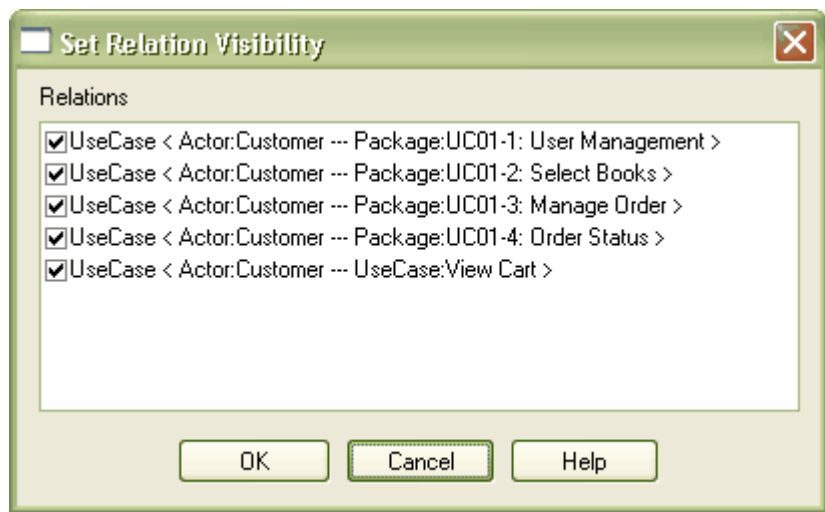 Set Relation Visibility
Relations
UseCase < Actor:Customer --- Package:UC01-1: User Management >
UseCase < Actor:Customer --- Package:UC01-2: Select Books >
UseCase < Actor:Customer --- Package:UC01-3: Manage Order >
UseCase < Actor:Customer --- Package:UC01-4: Order Status >
UseCase < Actor:Customer --- UseCase:View Cart >
OK Cancel Help